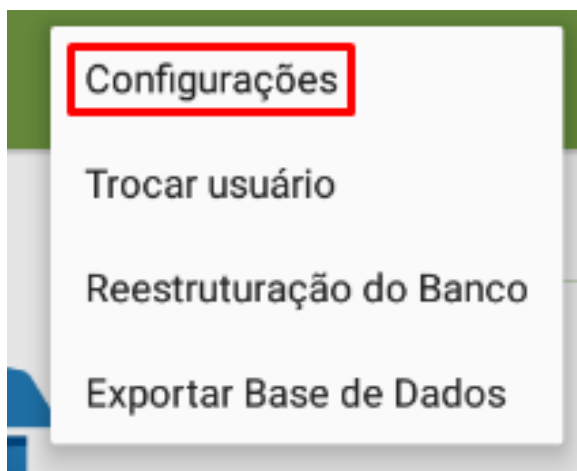 Configurações
Trocar usuário
Reestruturação do Banco
Exportar Base de Dados